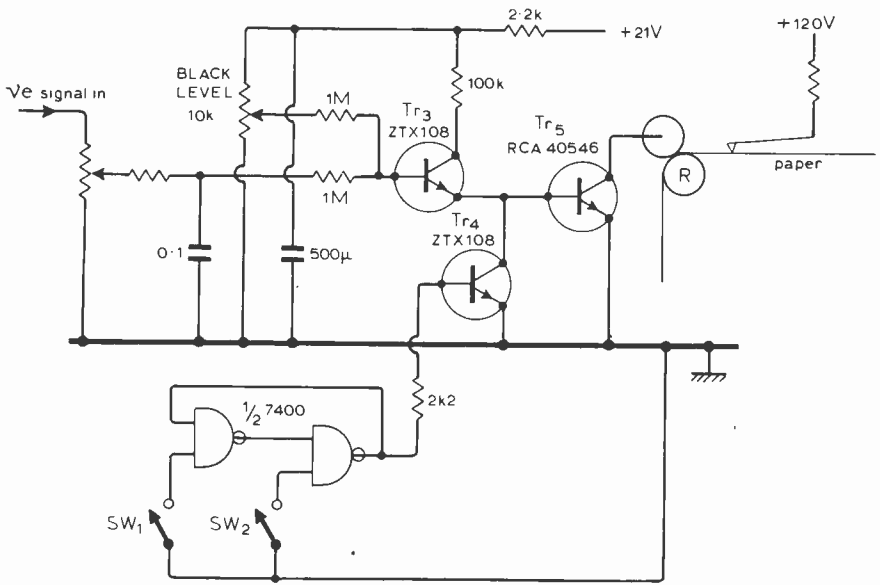 2·2k
+21V
+120V
BLACK
LEVEL
10k
νe signal in
1M
100k
Tr3
ZTX108
Tr5
RCA 40546
paper
R
1M
Tr4
ZTX108
0·1
500μ
2k2
1/2 7400
SW1
SW2